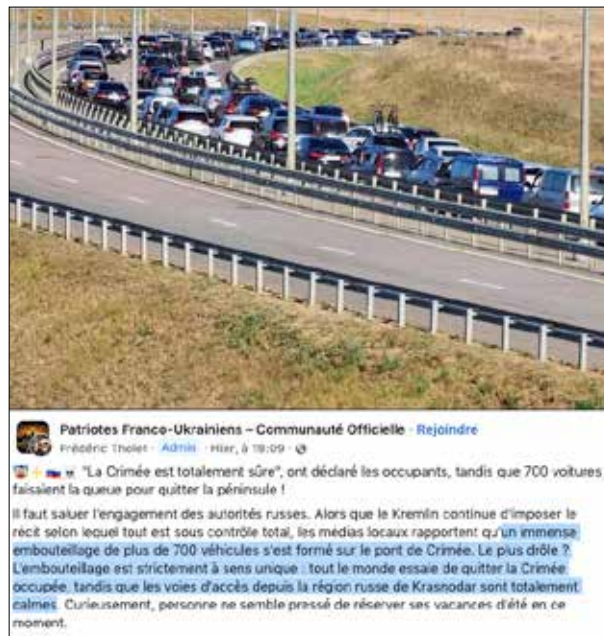 Patriotes Franco-Ukrainiens – Communauté Officielle · Rejoindre
Frédéric Tholet · Admin · Hier, à 19:09 ·
"La Crimée est totalement sûre", ont déclaré les occupants, tandis que 700 voitures
faisaient la queue pour quitter la péninsule !
Il faut saluer l'engagement des autorités russes. Alors que le Kremlin continue d'imposer le
récit selon lequel tout est sous contrôle total, les médias locaux rapportent qu'un immense
embouteillage de plus de 700 véhicules s'est formé sur le pont de Crimée. Le plus drôle ?
L'embouteillage est strictement à sens unique : tout le monde essaie de quitter la Crimée
occupée, tandis que les voies d'accès depuis la région russe de Krasnodar sont totalement
calmes. Curieusement, personne ne semble pressé de réserver ses vacances d'été en ce
moment.